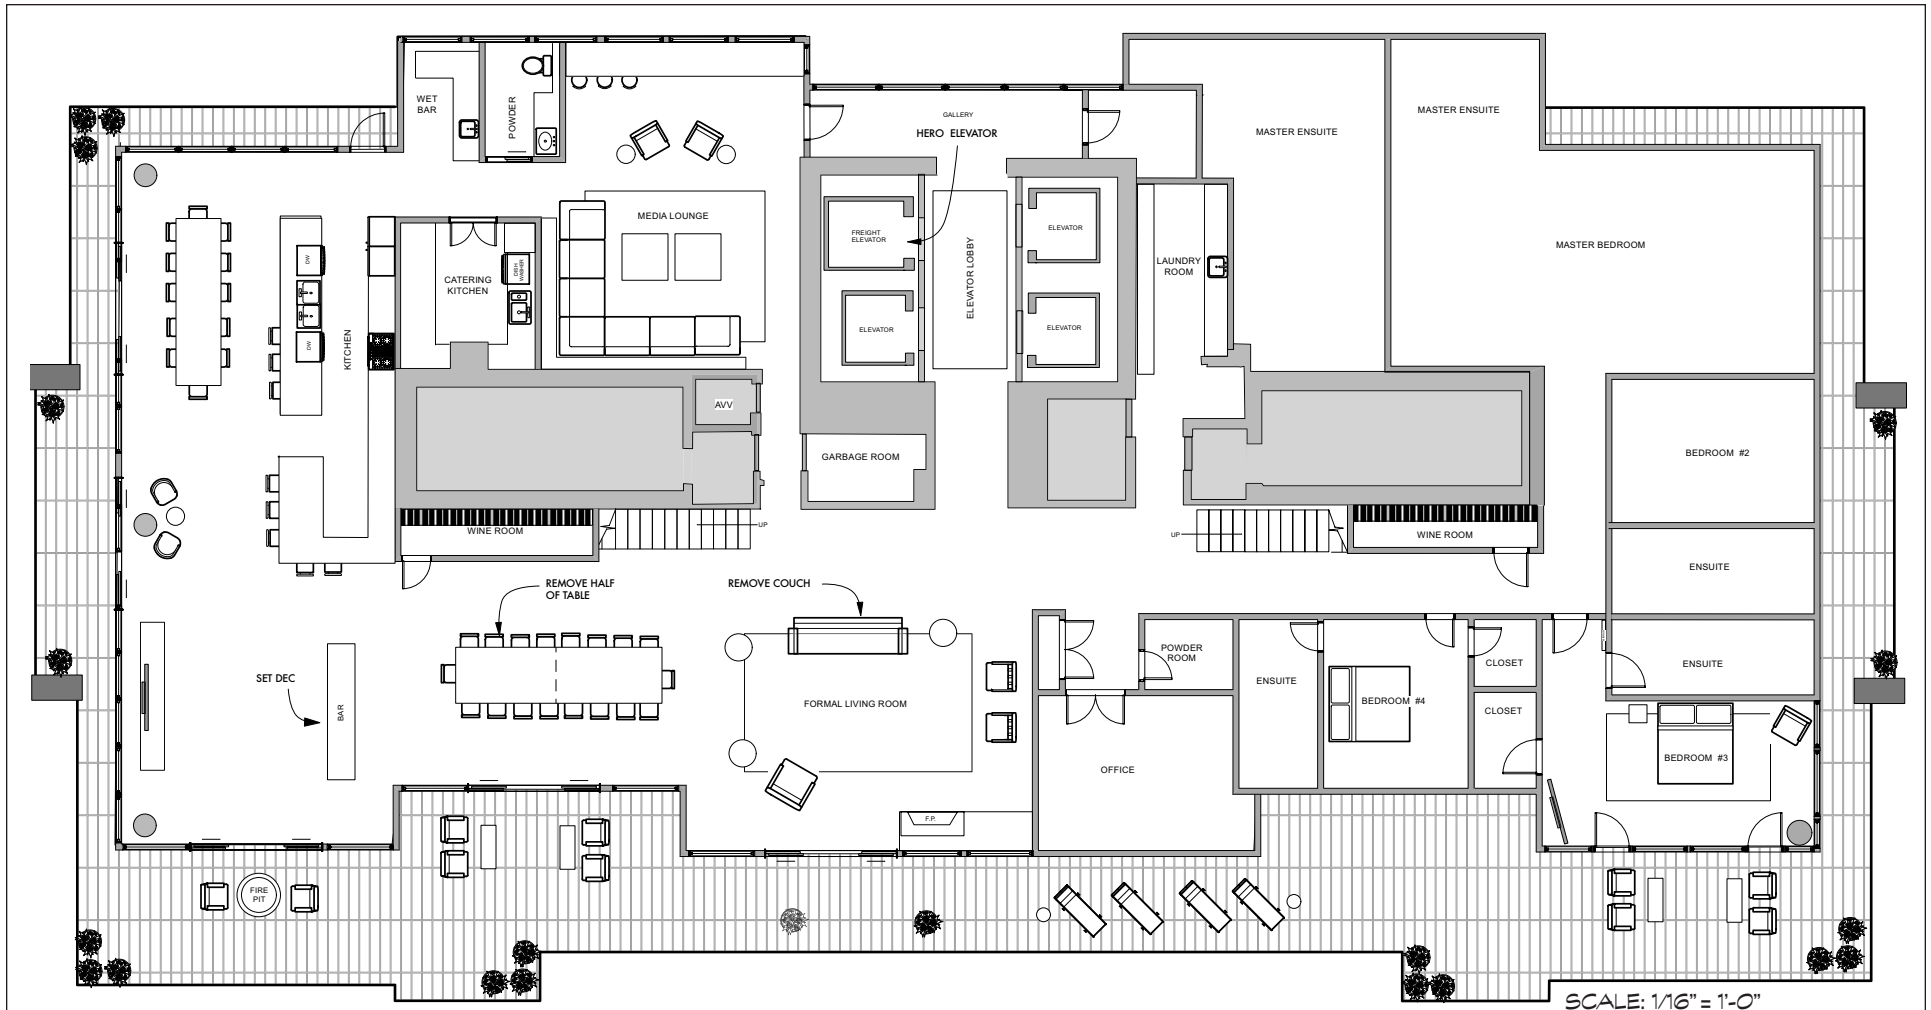 WET
BAR
POWDER
GALLERY
HERO ELEVATOR
MASTER ENSUITE
MASTER ENSUITE
MEDIA LOUNGE
FREIGHT
ELEVATOR
ELEVATOR
ELEVATOR LOBBY
ELEVATOR
ELEVATOR
LAUNDRY
ROOM
MASTER BEDROOM
DW
DW
KITCHEN
CATERING
KITCHEN
DISH
WASHER
AVV
GARBAGE ROOM
BEDROOM #2
WINE ROOM
UP
UP
WINE ROOM
ENSUITE
REMOVE HALF
OF TABLE
REMOVE COUCH
SET DEC
BAR
FORMAL LIVING ROOM
POWDER
ROOM
ENSUITE
BEDROOM #4
CLOSET
CLOSET
ENSUITE
OFFICE
BEDROOM #3
F.P.
FIRE
PIT
SCALE: 1/16" = 1'-0"